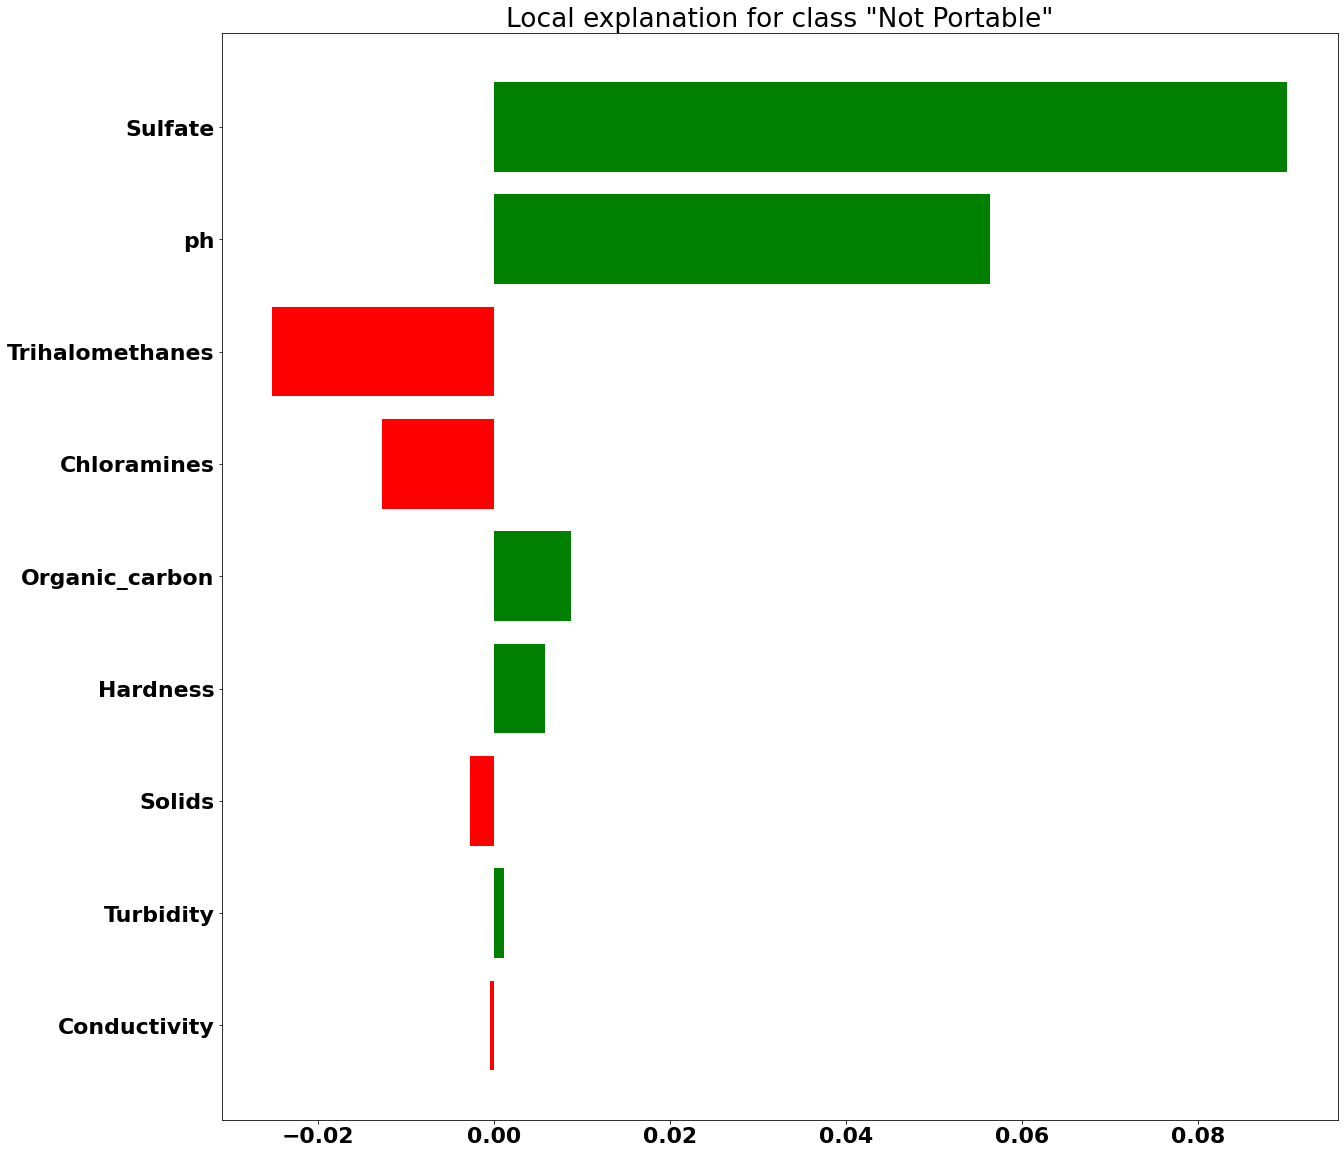 Local explanation for class "Not Portable"
Sulfate
ph
Trihalomethanes
Chloramines
Organic_carbon
Hardness
Solids
Turbidity
Conductivity
−0.02 0.00 0.02 0.04 0.06 0.08